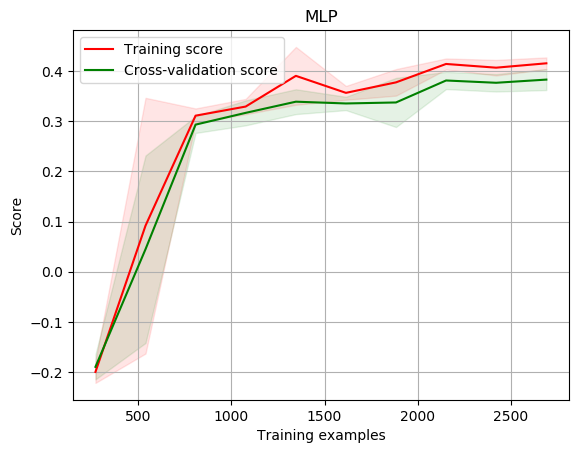 MLP
Training score
Cross-validation score
0.4
0.3
0.2
0.1
0.0
−0.1
−0.2
Score
500
1000
1500
2000
2500
Training examples